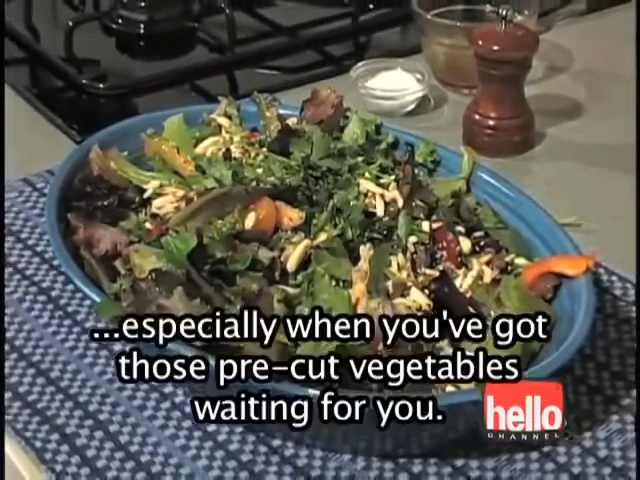 ...especially when you've got
those pre-cut vegetables
waiting for you.
hello
CHANNEL